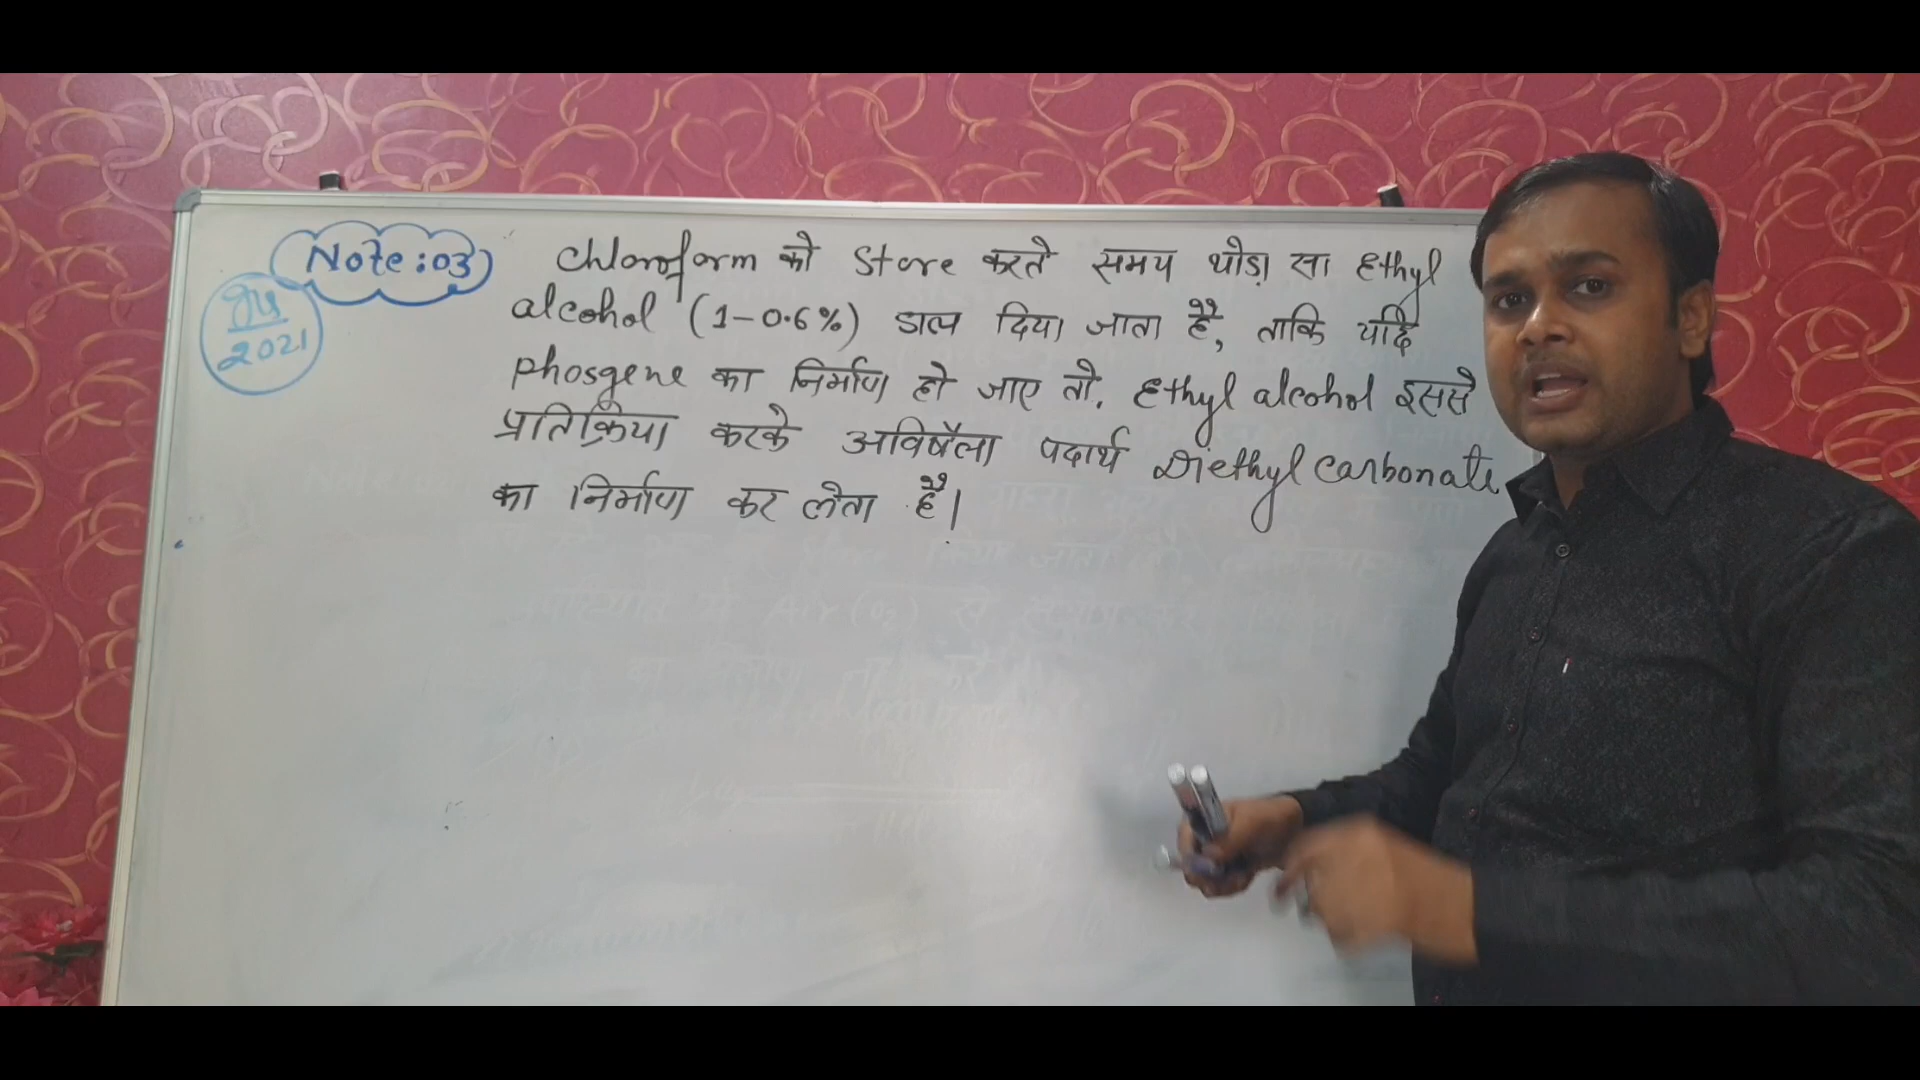 Note:03
2021
Chloroform को Store करते समय थोड़ा सा Ethyl
alcohol (1-0.6%) डाल दिया जाता है, ताकि यदि
Phosgene का निर्माण हो जाए तो. Ethyl alcohol इससे
प्रतिक्रिया करके अविषैला पदार्थ Diethyl carbonate
का निर्माण कर लेता है।